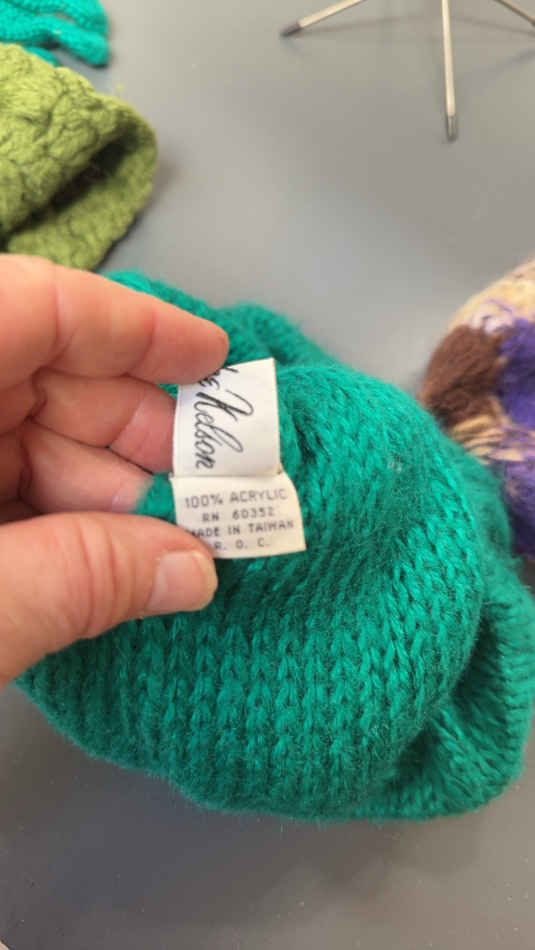 Nelson
100% ACRYLIC
RN 60352
MADE IN TAIWAN
R. O. C.